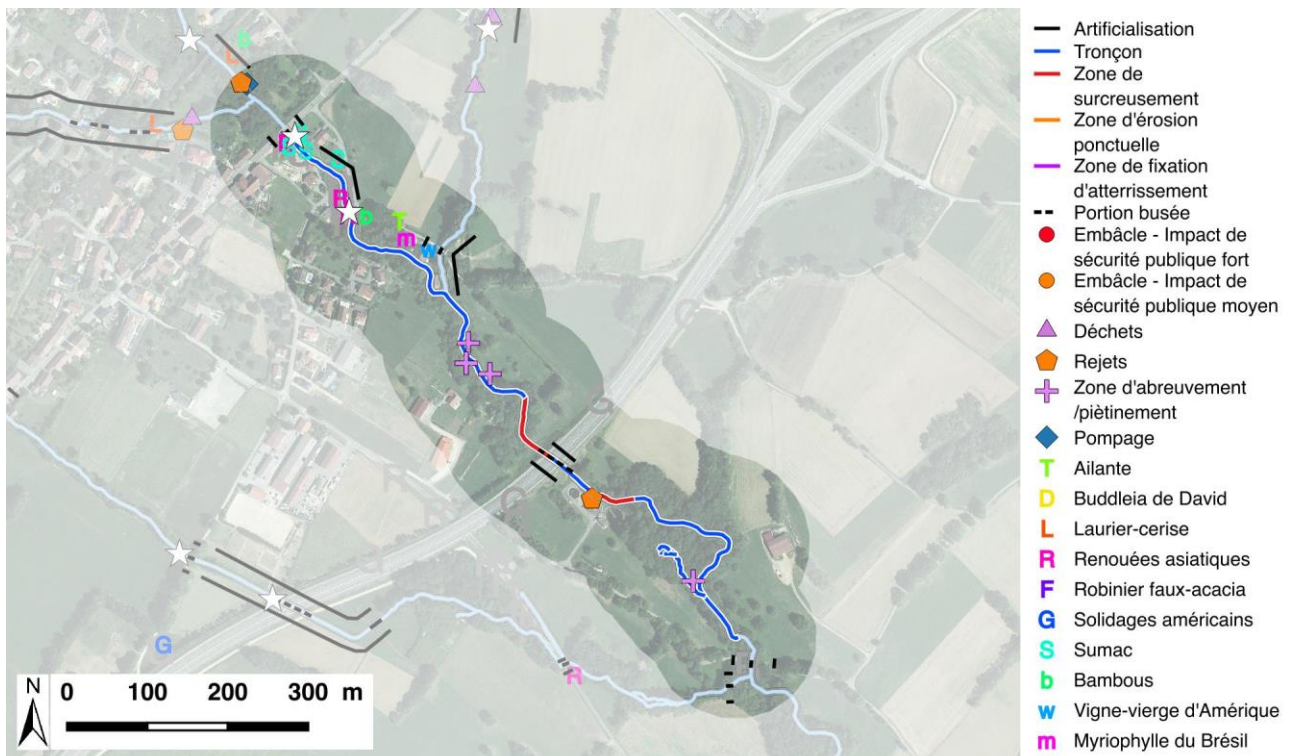 Artificialisation
Tronçon
Zone de
surcreusement
Zone d'érosion
ponctuelle
Zone de fixation
d'atterrissement
Portion busée
Embâcle - Impact de
sécurité publique fort
Embâcle - Impact de
sécurité publique moyen
Déchets
Rejets
Zone d'abreuvement
/piètinement
Pompage
T Ailante
D Buddleia de David
L Laurier-cerise
R Renouées asiatiques
F Robinier faux-acacia
G Solidages américains
S Sumac
b Bambous
w Vigne-vierge d'Amérique
m Myriophylle du Brésil
b
L
L
S
S
R
b
T
m
w
G
R
N
0 100 200 300 m